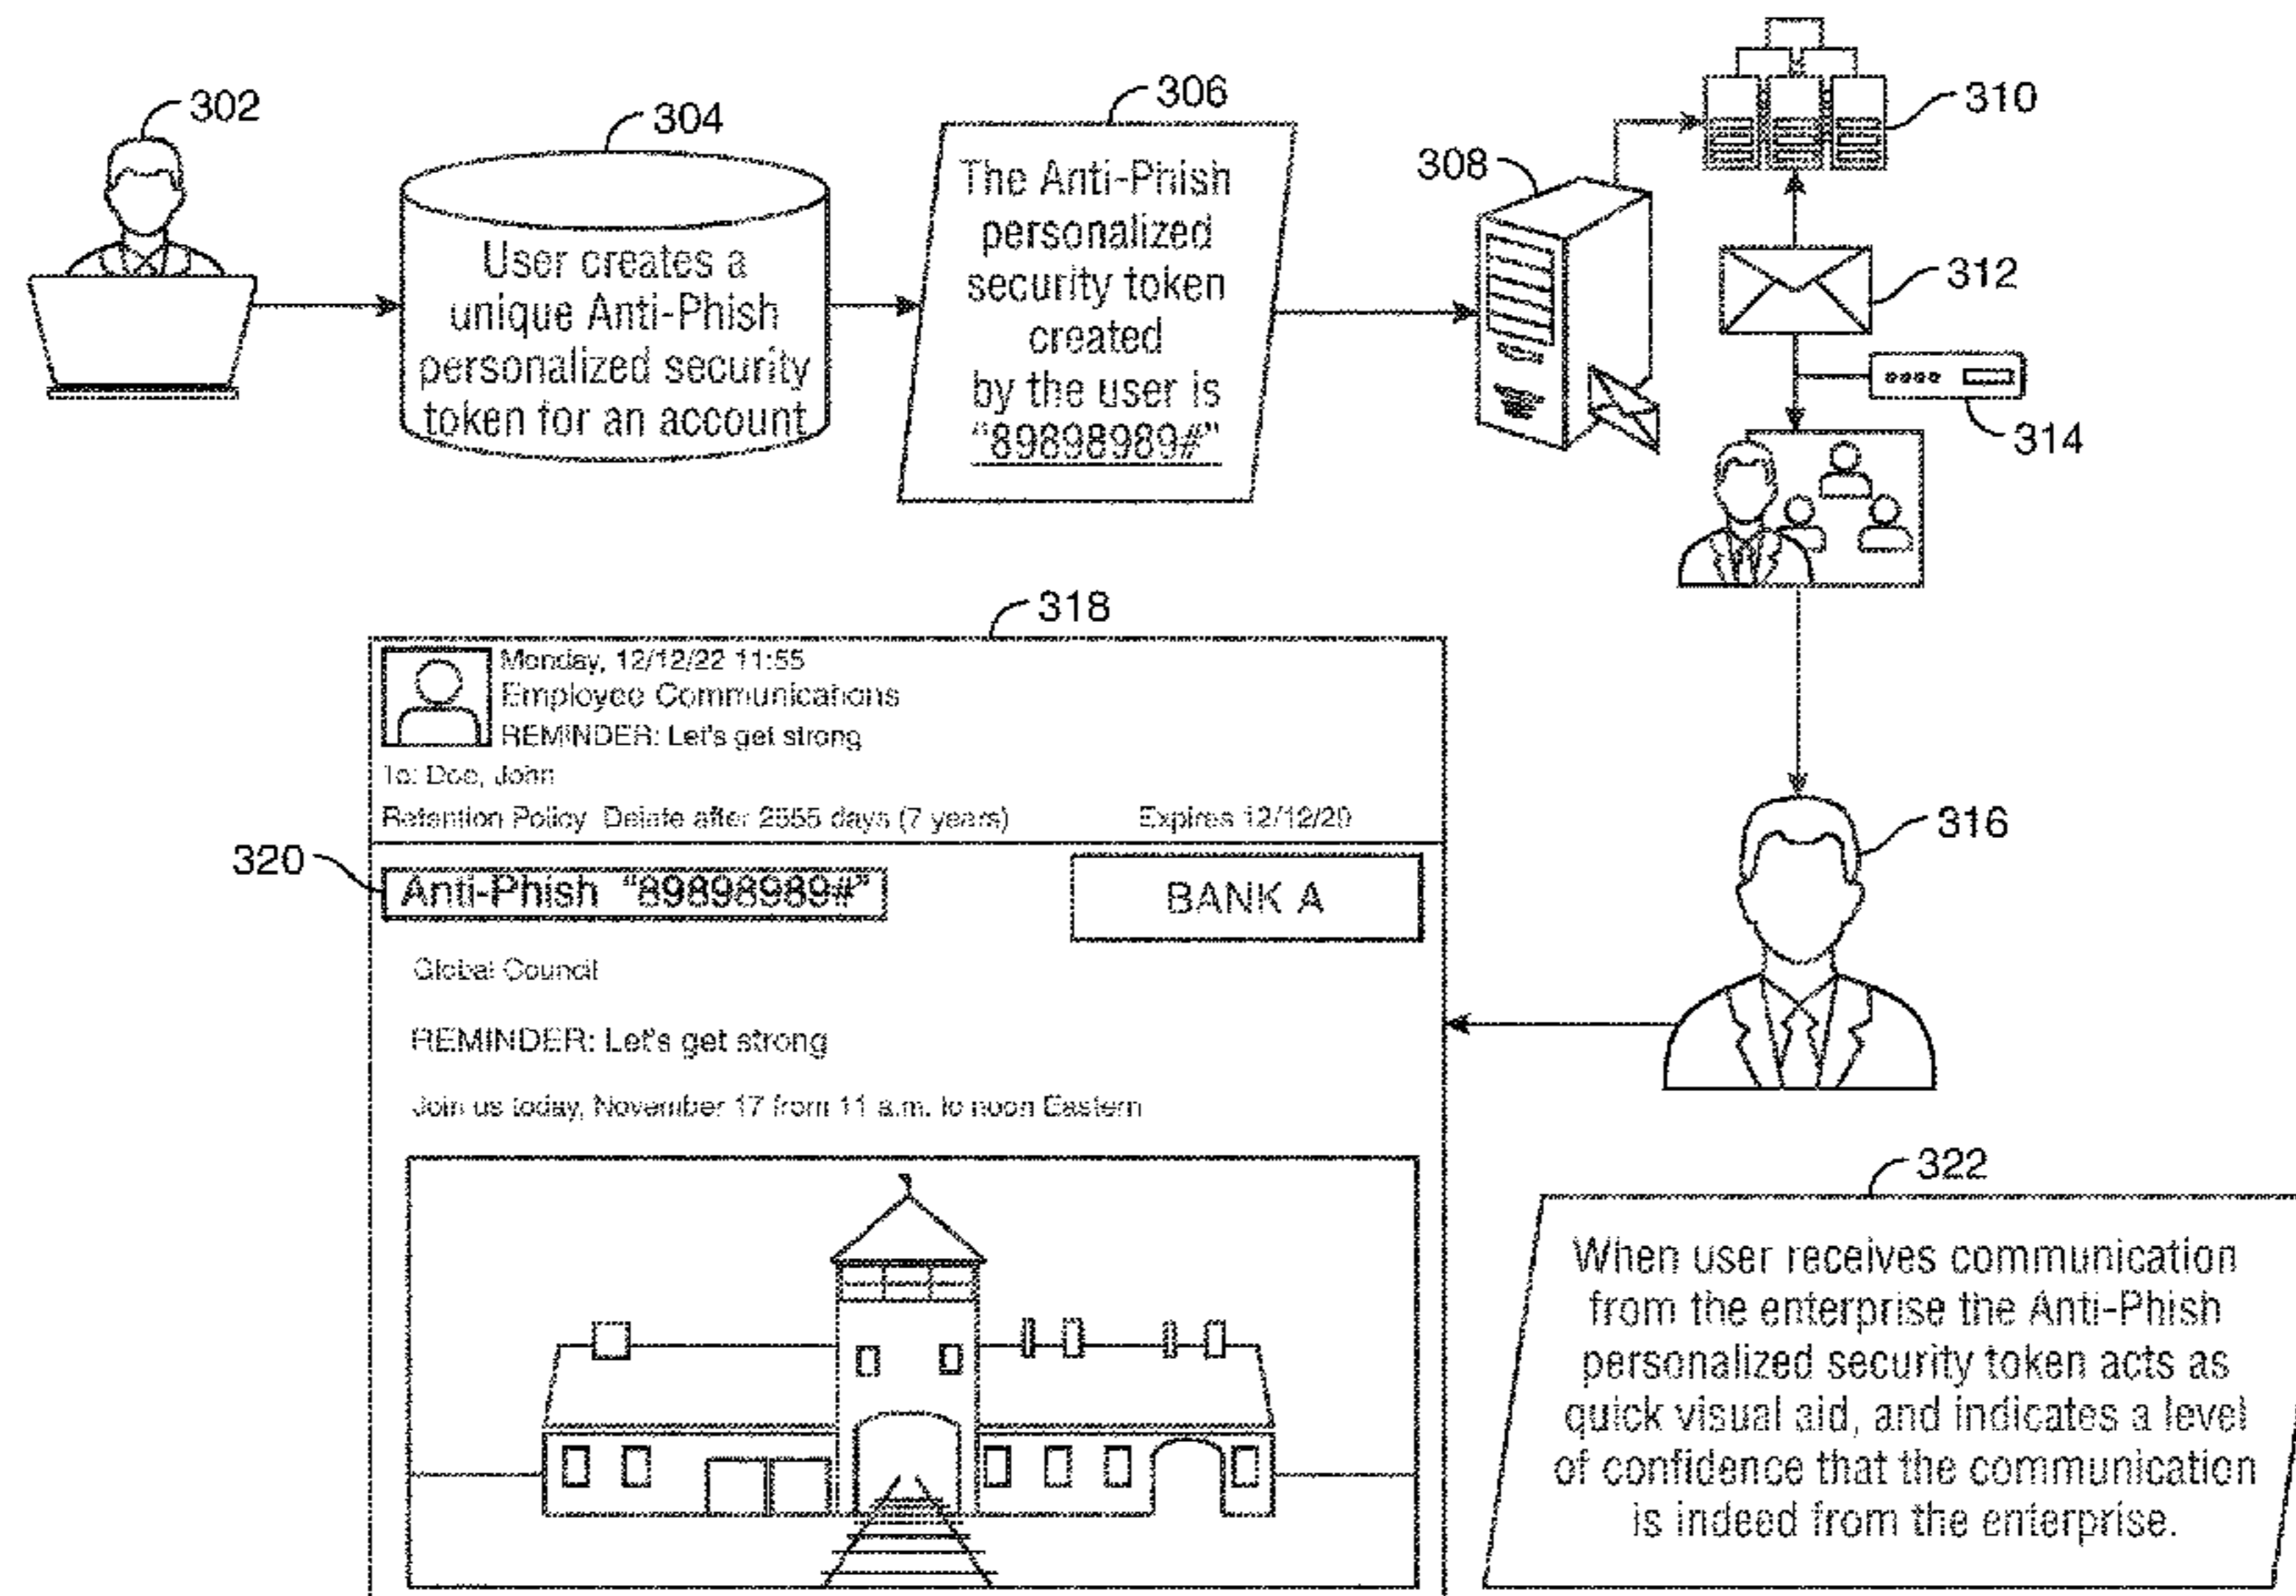 302
304
User creates a
unique Anti-Phish
personalized security
token for an account
306
The Anti-Phish
personalized
security token
created
by the user is
"89898989#"
308
310
312
314
316
318
Monday, 12/12/22 11:55
Employee Communications
REMINDER: Let's get strong
To: Doe, John
Retention Policy Delete after 2555 days (7 years) Expires 12/12/29
320
Anti-Phish "89898989#"
BANK A
Global Council
REMINDER: Let's get strong
Join us today, November 17 from 11 a.m. to noon Eastern
322
When user receives communication
from the enterprise the Anti-Phish
personalized security token acts as
quick visual aid, and indicates a level
of confidence that the communication
is indeed from the enterprise.